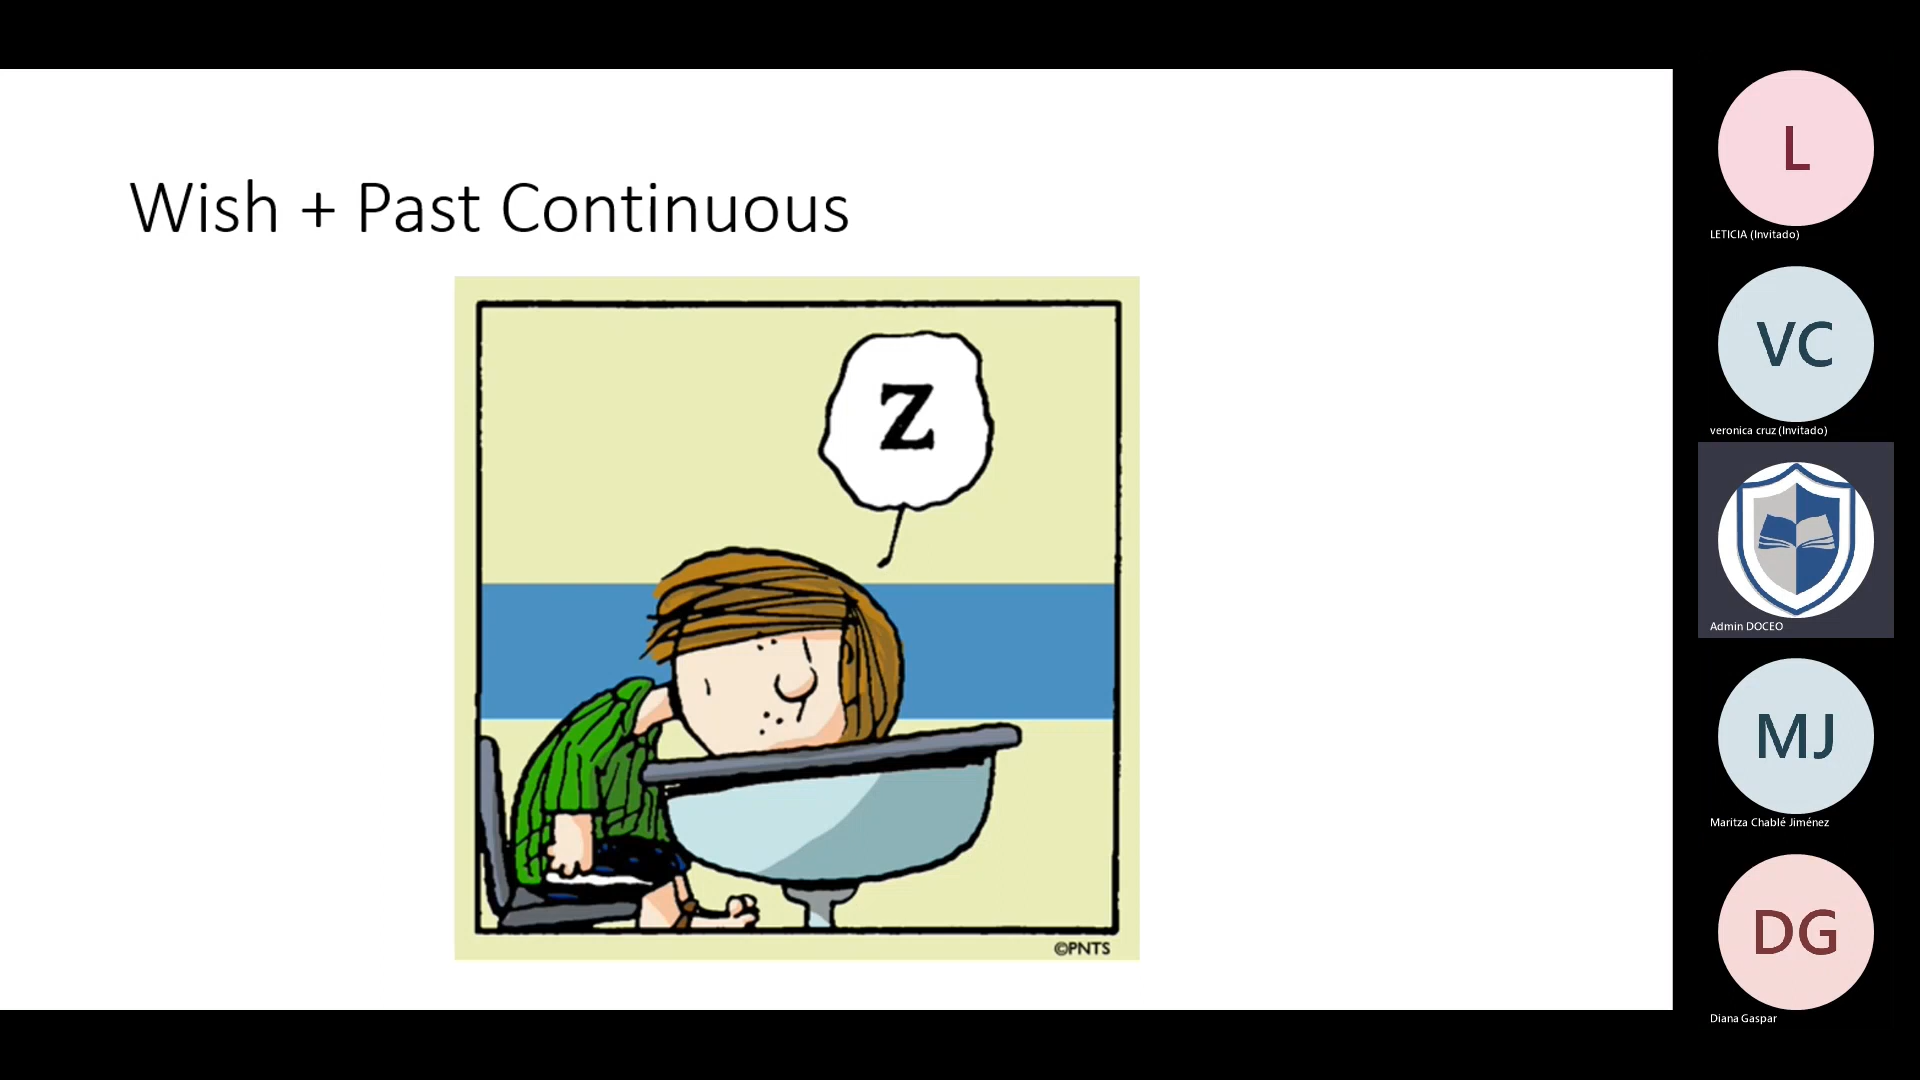 Wish + Past Continuous
Z
©PNTS
L
LETICIA (Invitado)
VC
veronica cruz (Invitado)
Admin DOCEO
MJ
Maritza Chablé Jiménez
DG
Diana Gaspar